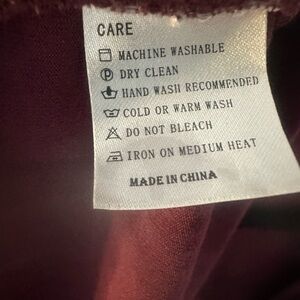 CARE
MACHINE WASHABLE
P DRY CLEAN
HAND WASH RECOMMENDED
COLD OR WARM WASH
DO NOT BLEACH
IRON ON MEDIUM HEAT
MADE IN CHINA